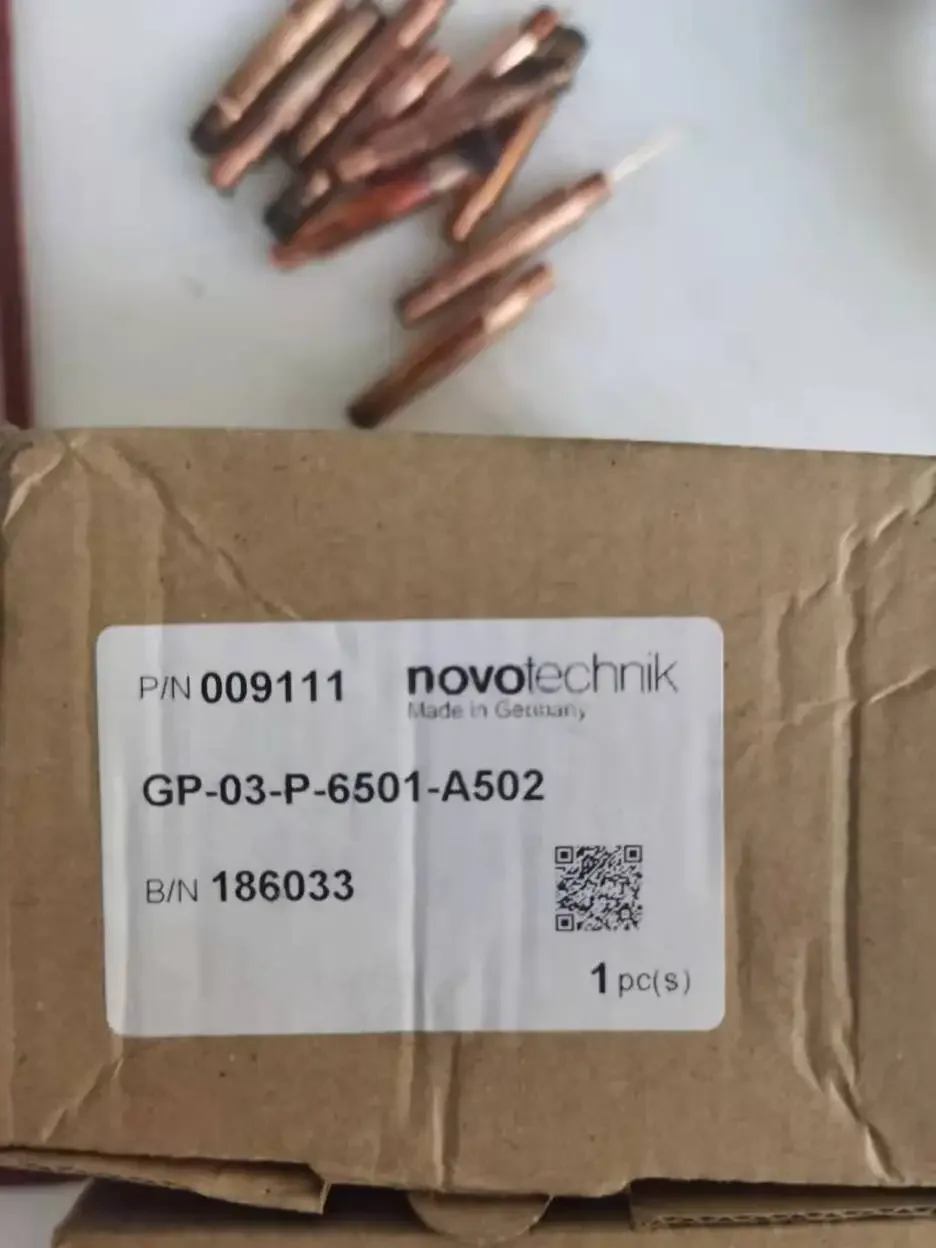 P/N 009111 novotechnik
Made in Germany
GP-03-P-6501-A502
B/N 186033
1 pc(s)